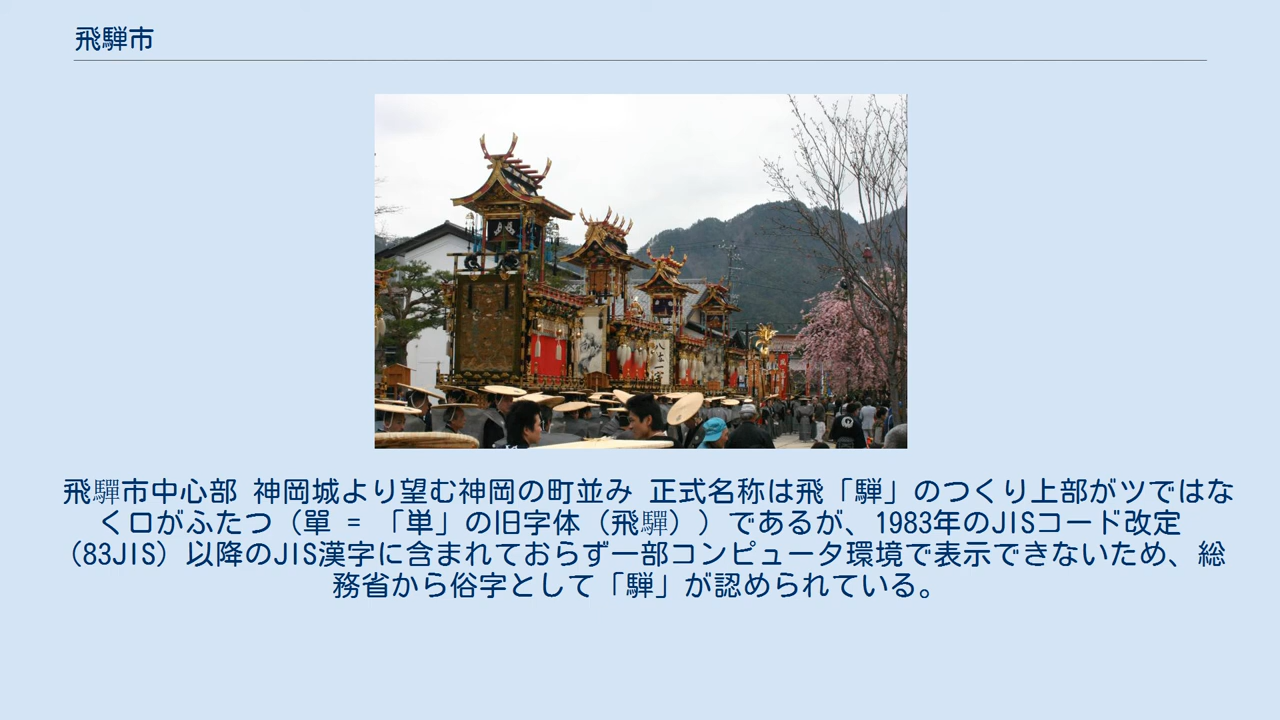 飛騨市
飛驒市中心部 神岡城より望む神岡の町並み 正式名称は飛「騨」のつくり上部がツではな
く口がふたつ（單 = 「単」の旧字体（飛驒））であるが、1983年のJISコード改定
（83JIS）以降のJIS漢字に含まれておらず一部コンピュータ環境で表示できないため、総
務省から俗字として「騨」が認められている。